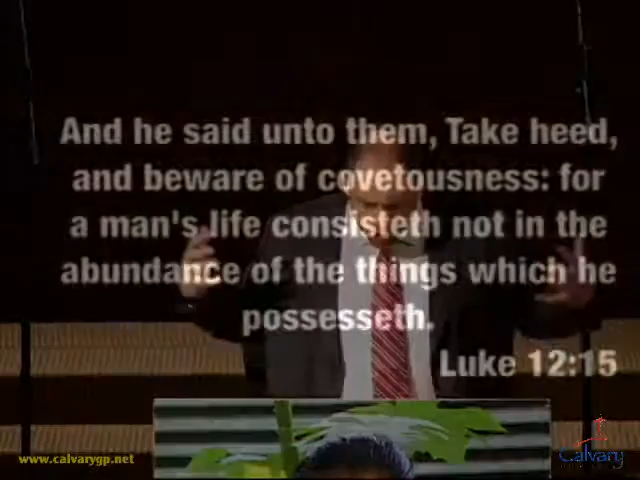 And he said unto them, Take heed,
and beware of covetousness: for
a man's life consisteth not in the
abundance of the things which he
possesseth.
Luke 12:15
www.calvarygp.net
Calvary